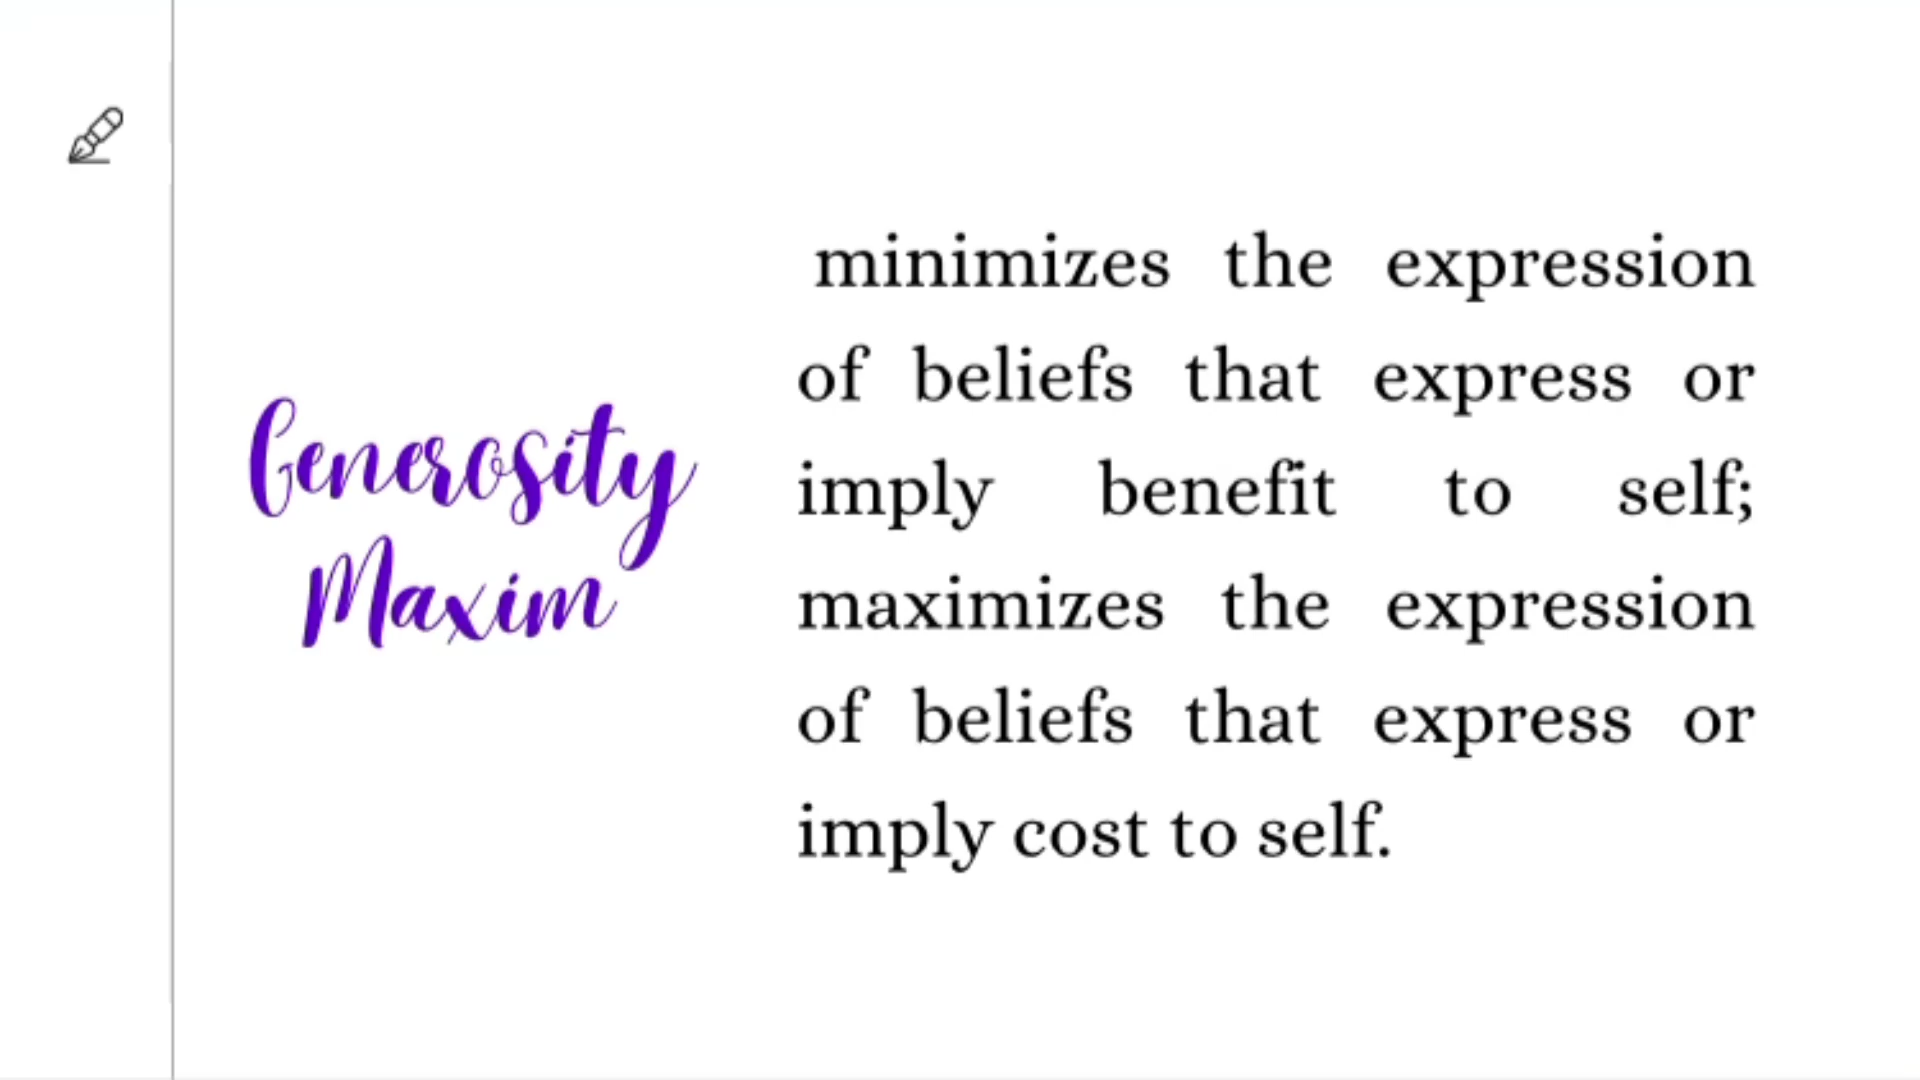 Generosity
Maxim
minimizes the expression
of beliefs that express or
imply benefit to self;
maximizes the expression
of beliefs that express or
imply cost to self.